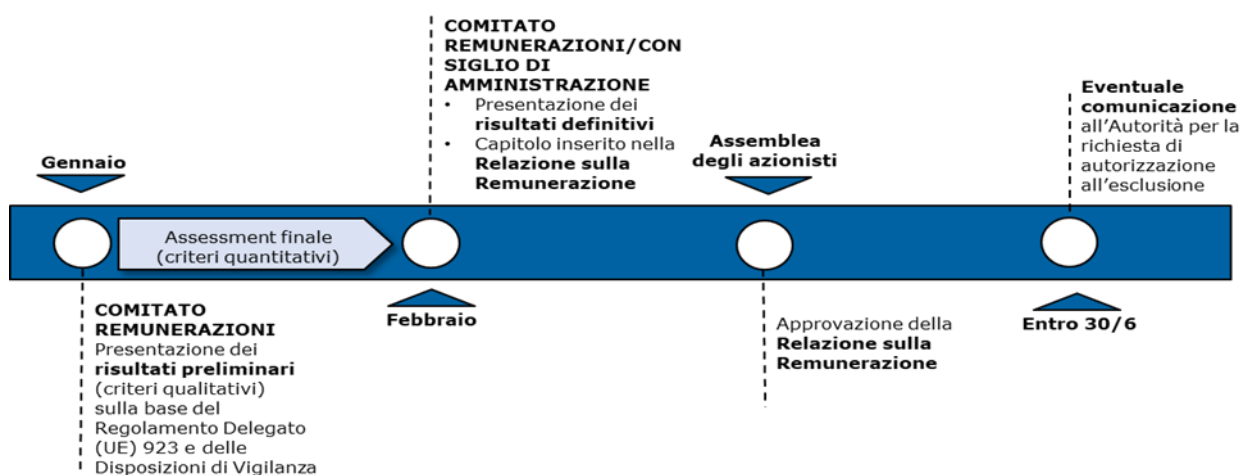 Gennaio
COMITATO
REMUNERAZIONI
Presentazione dei
risultati preliminari
(criteri qualitativi)
sulla base del
Regolamento Delegato
(UE) 923 e delle
Disposizioni di Vigilanza
Assessment finale
(criteri quantitativi)
COMITATO
REMUNERAZIONI/CON
SIGLIO DI
AMMINISTRAZIONE
• Presentazione dei
risultati definitivi
• Capitolo inserito nella
Relazione sulla
Remunerazione
Febbraio
Assemblea
degli azionisti
Approvazione della
Relazione sulla
Remunerazione
Eventuale
comunicazione
all'Autorità per la
richiesta di
autorizzazione
all'esclusione
Entro 30/6